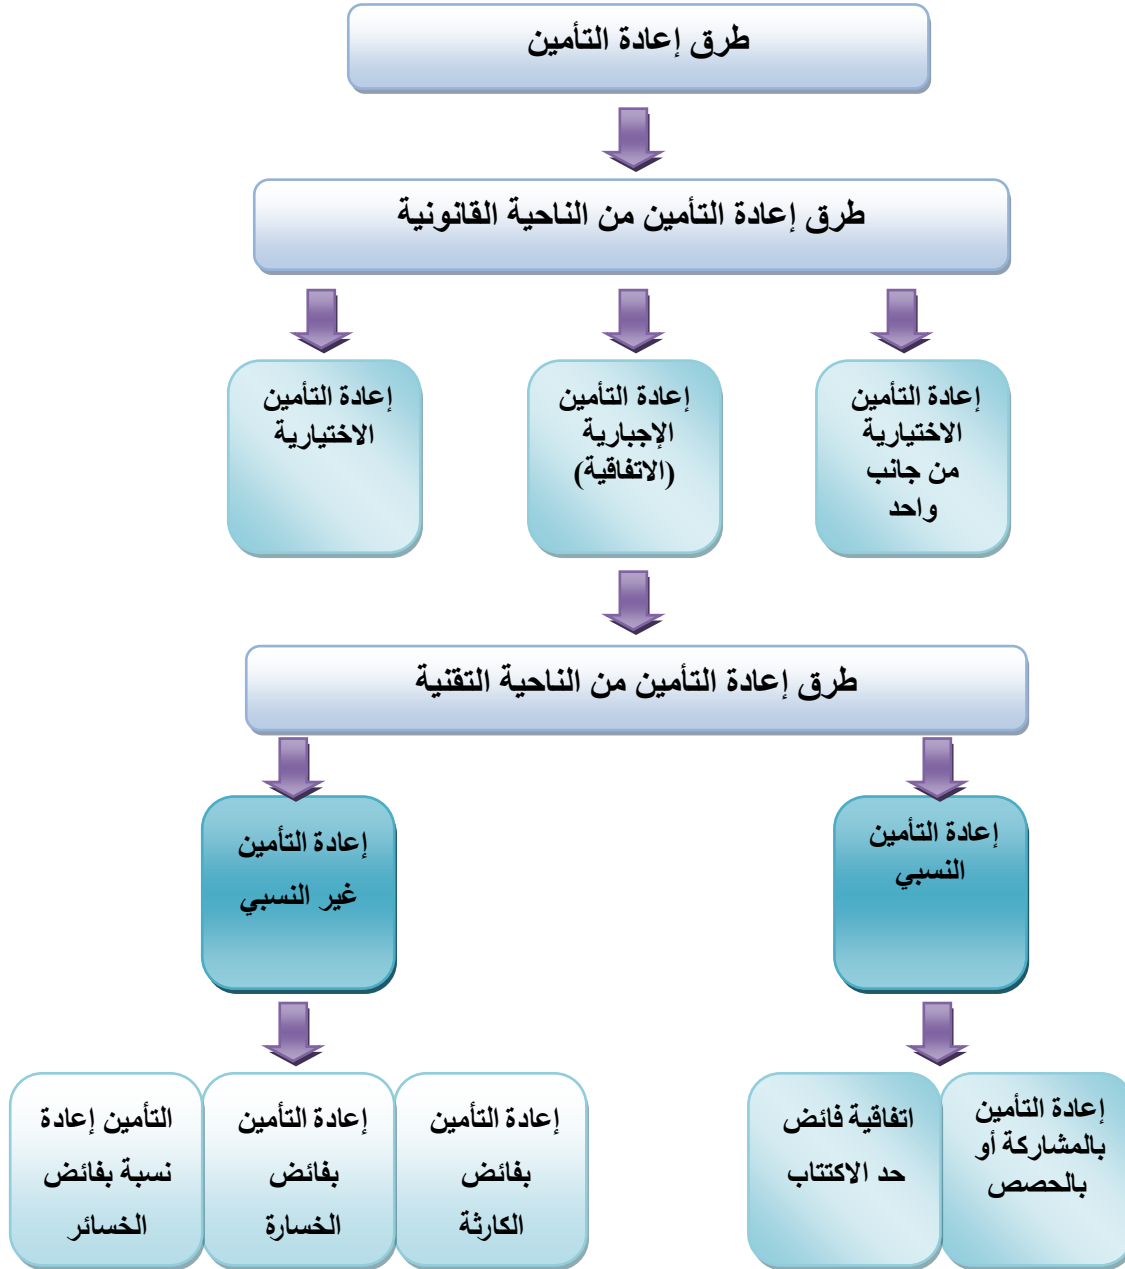 طرق إعادة التأمين
طرق إعادة التأمين من الناحية القانونية
إعادة التأمين
الاختيارية
من جانب
واحد
إعادة التأمين
الإجبارية
(الاتفاقية)
إعادة التأمين
الاختيارية
طرق إعادة التأمين من الناحية التقنية
إعادة التأمين
النسبي
إعادة التأمين
غير النسبي
إعادة التأمين
بالمشاركة أو
بالحصص
اتفاقية فائض
حد الاكتتاب
إعادة التأمين
بفائض
الكارثة
إعادة التأمين
بفائض
الخسارة
التأمين إعادة
نسبة بفائض
الخسائر